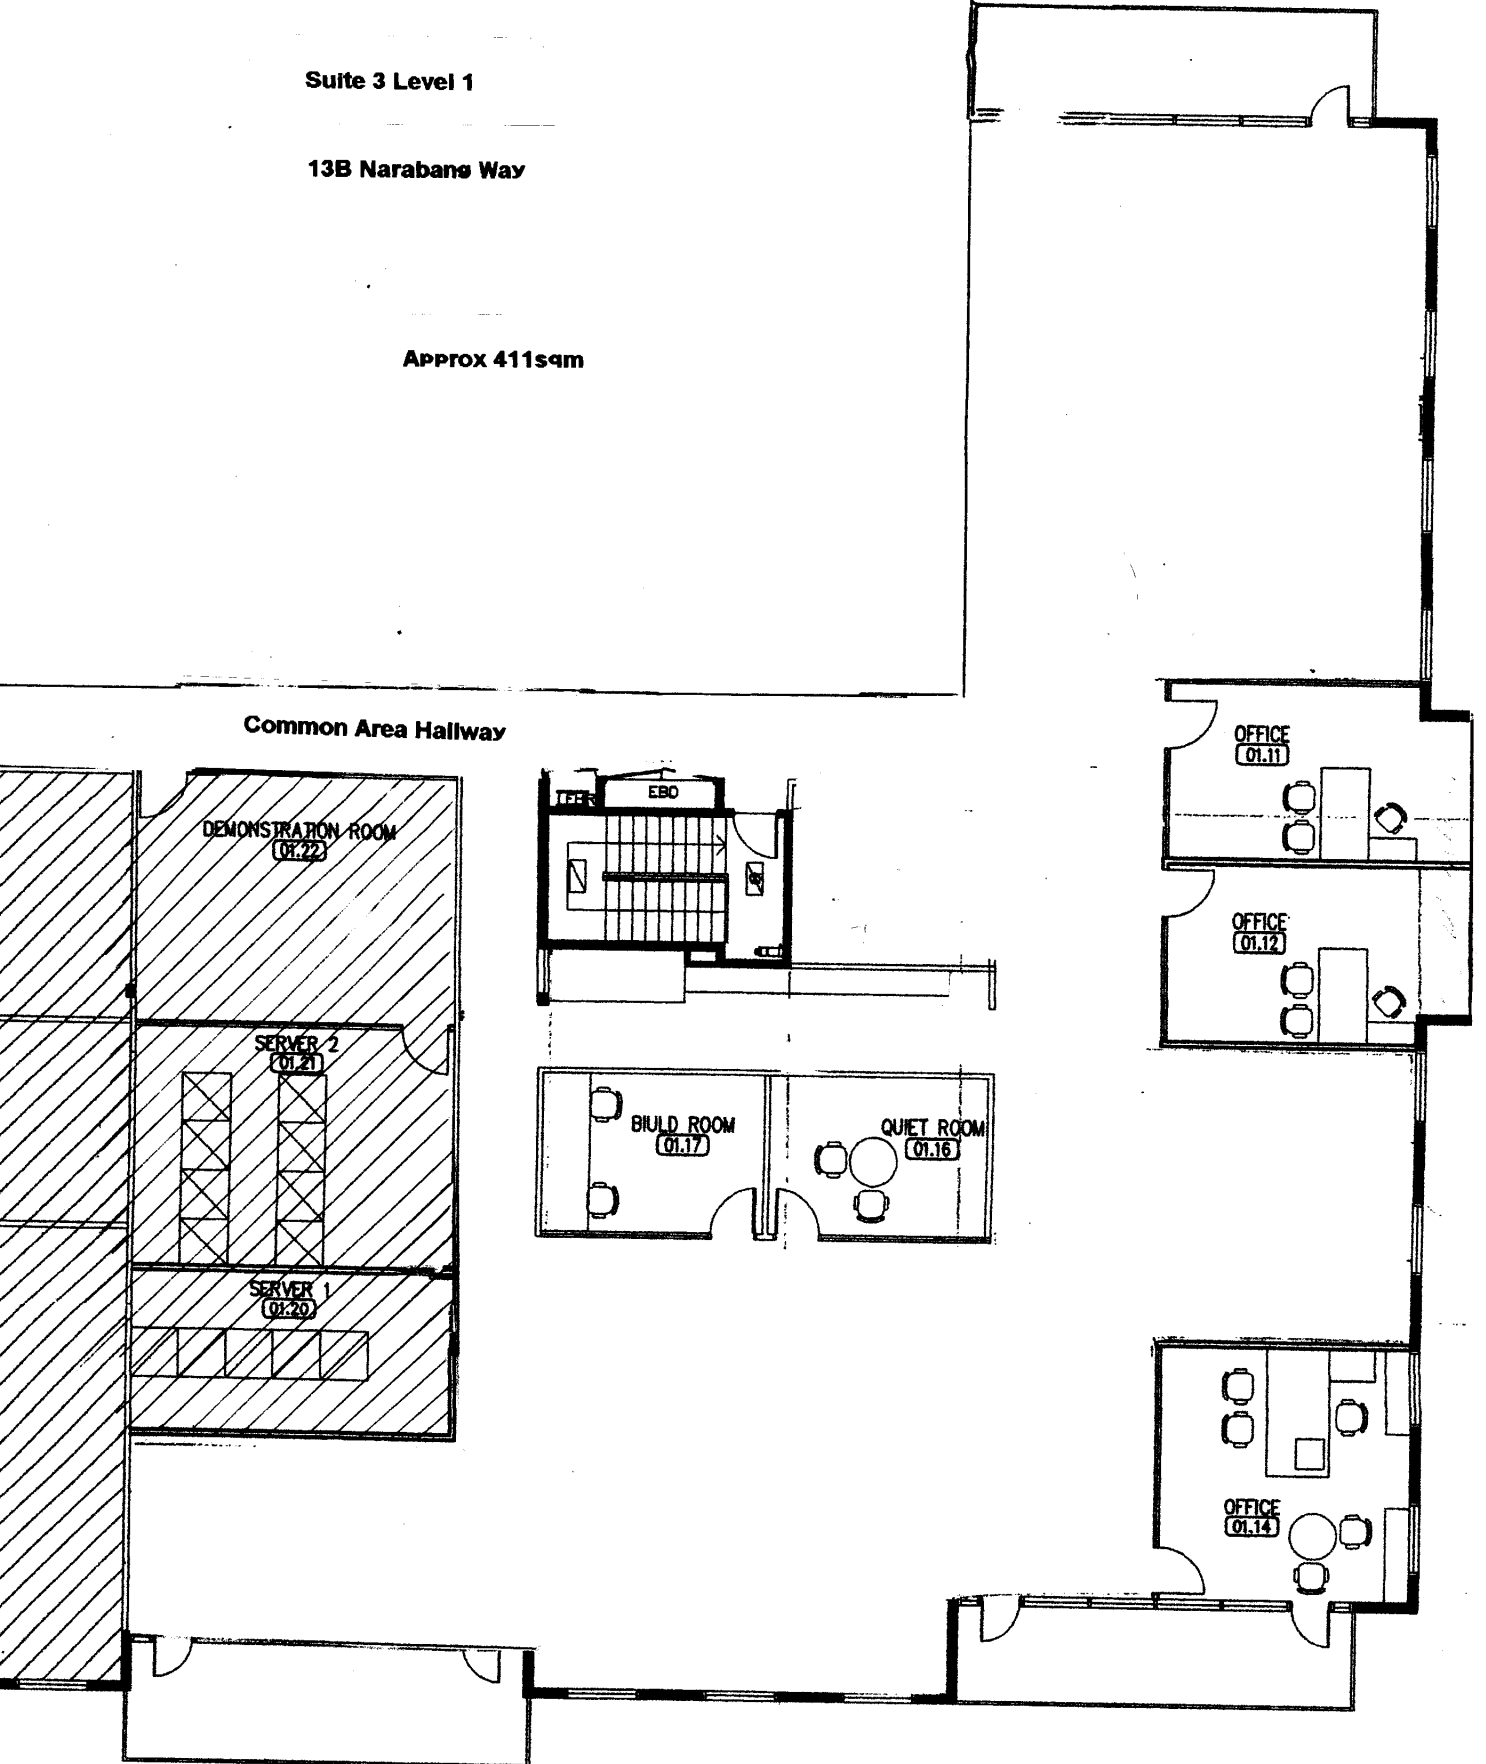 Suite 3 Level 1
13B Narabang Way
Approx 411sqm
Common Area Hallway
OFFICE
01.11
EBD
DEMONSTRATION ROOM
01.22
OFFICE
01.12
SERVER 2
01.21
BIULD ROOM
01.17
QUIET ROOM
01.16
SERVER 1
01.20
OFFICE
01.14